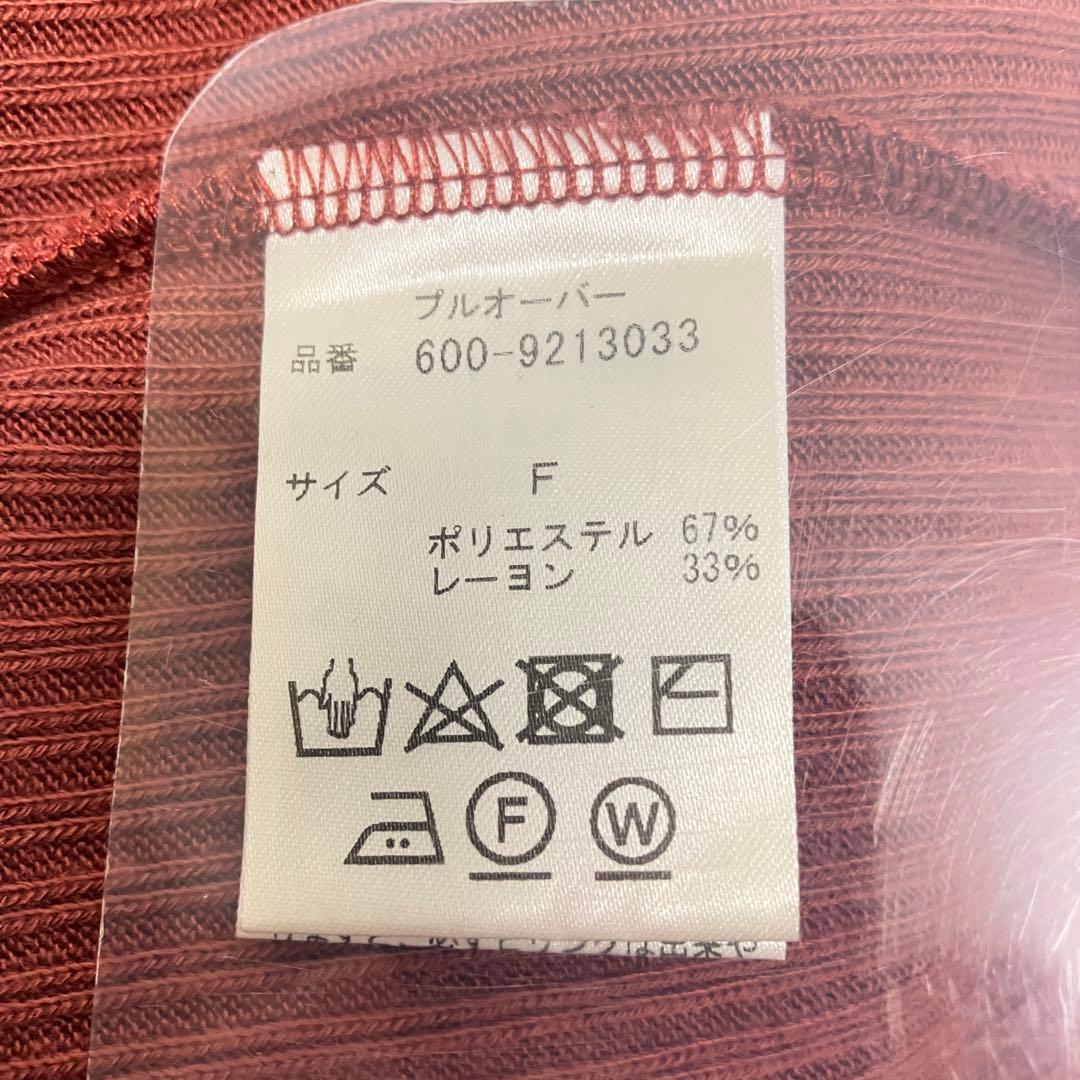 プルオーバー
品番 600-9213033
サイズ F
ポリエステル 67%
レーヨン 33%
F W